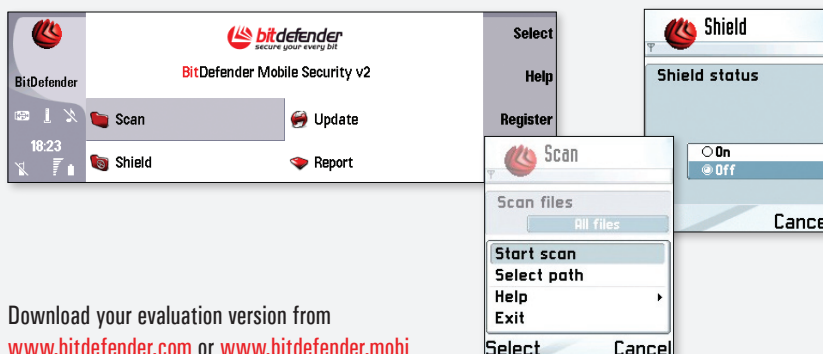 bitdefender
secure your every bit
BitDefender Mobile Security v2
BitDefender
18:23
Scan
Update
Shield
Report
Select
Help
Register
Shield
Shield status
On
Off
Cance
Scan
Scan files
All files
Start scan
Select path
Help
Exit
Select Cancel
Download your evaluation version from
www.bitdefender.com or www.bitdefender.mobi